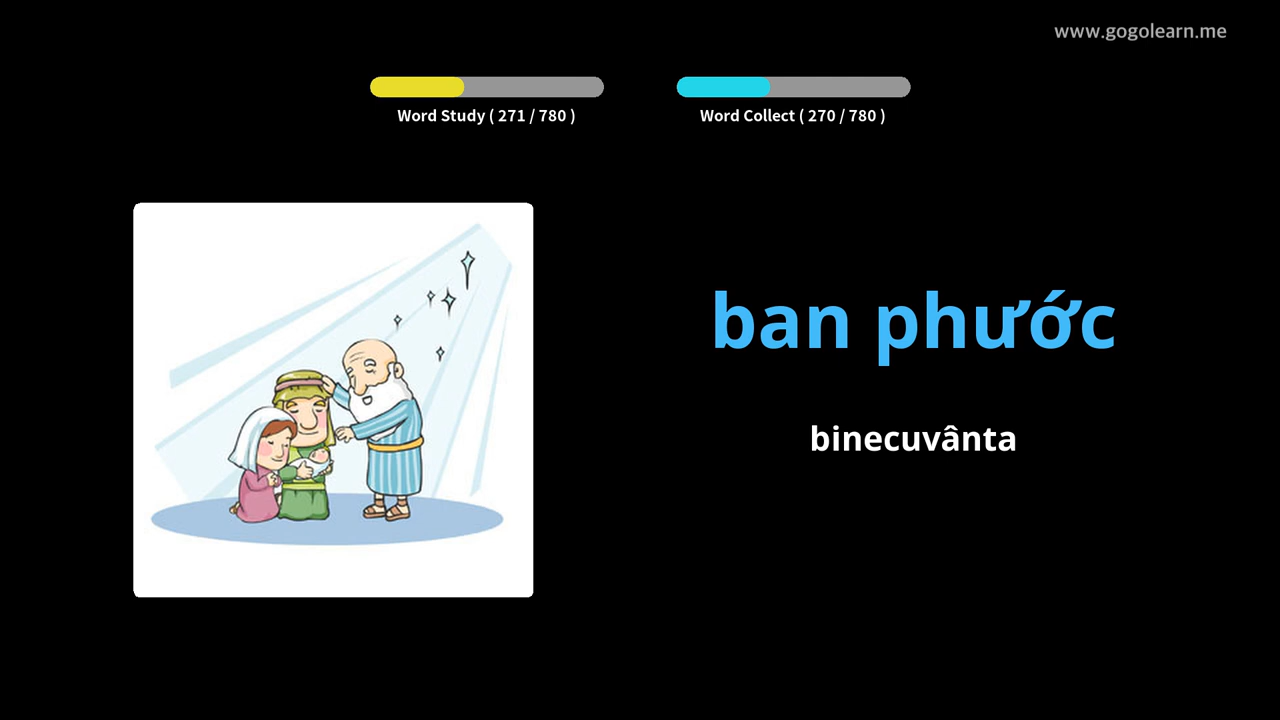 www.gogolearn.me
Word Study ( 271 / 780 )
Word Collect ( 270 / 780 )
ban phước
binecuvânta